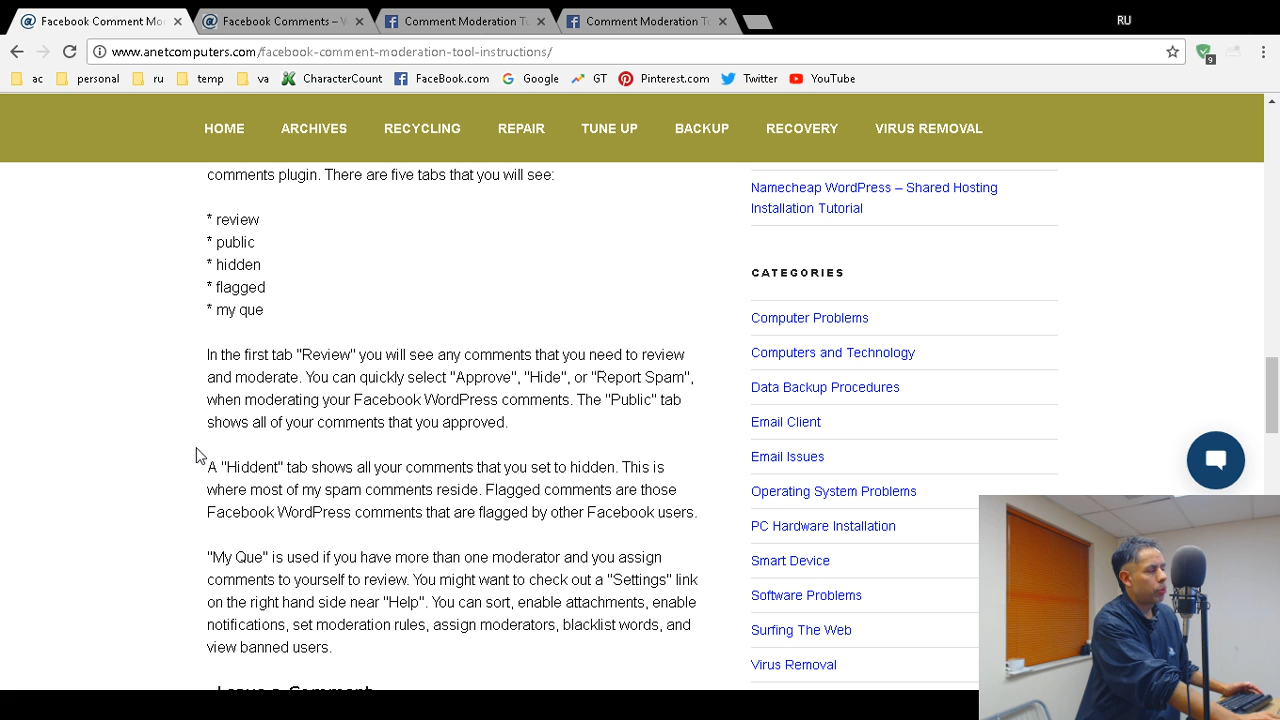 Facebook Comment Mo
Facebook Comments – W
Comment Moderation To
Comment Moderation To
RU
www.anetcomputers.com/facebook-comment-moderation-tool-instructions/
9
ac
personal
ru
temp
va
CharacterCount
FaceBook.com
Google
GT
Pinterest.com
Twitter
YouTube
HOME
ARCHIVES
RECYCLING
REPAIR
TUNE UP
BACKUP
RECOVERY
VIRUS REMOVAL
comments plugin. There are five tabs that you will see:
* review
* public
* hidden
* flagged
* my que
In the first tab "Review" you will see any comments that you need to review
and moderate. You can quickly select "Approve", "Hide", or "Report Spam",
when moderating your Facebook WordPress comments. The "Public" tab
shows all of your comments that you approved.
A "Hiddent" tab shows all your comments that you set to hidden. This is
where most of my spam comments reside. Flagged comments are those
Facebook WordPress comments that are flagged by other Facebook users.
"My Que" is used if you have more than one moderator and you assign
comments to yourself to review. You might want to check out a "Settings" link
on the right hand side near "Help". You can sort, enable attachments, enable
notifications, set moderation rules, assign moderators, blacklist words, and
view banned users.
Leave a Comment
Namecheap WordPress – Shared Hosting
Installation Tutorial
CATEGORIES
Computer Problems
Computers and Technology
Data Backup Procedures
Email Client
Email Issues
Operating System Problems
PC Hardware Installation
Smart Device
Software Problems
Surfing The Web
Virus Removal